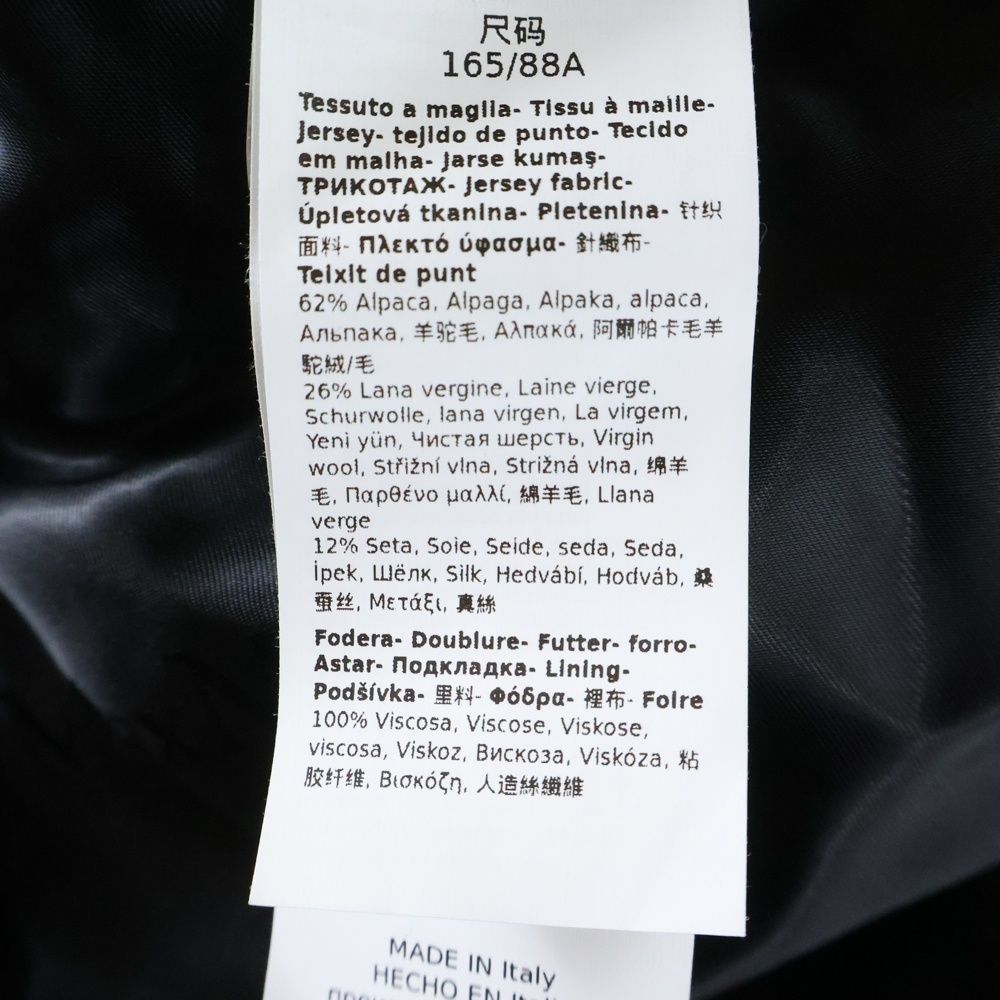 尺码
165/88A
Tessuto a maglia- Tissu à maille-
Jersey- tejido de punto- Tecido
em malha- Jarse kumaş-
ТРИКОТАЖ- Jersey fabric-
Úpletová tkanina- Pletenina- 针织
面料- Πλεκτό ύφασμα- 針織布-
Teixit de punt
62% Alpaca, Alpaga, Alpaka, alpaca,
Альпака, 羊驼毛, Αλπακά, 阿爾帕卡毛羊
駝絨/毛
26% Lana vergine, Laine vierge,
Schurwolle, lana virgen, La virgem,
Yeni yün, Чистая шерсть, Virgin
wool, Střižní vlna, Strižná vlna, 绵羊
毛, Παρθένο μαλλί, 綿羊毛, Llana
verge
12% Seta, Soie, Seide, seda, Seda,
İpek, Шёлк, Silk, Hedvábí, Hodváb, 桑
蚕丝, Μετάξι, 真絲
Fodera- Doublure- Futter- forro-
Astar- Подкладка- Lining-
Podšívka- 里料- Φόδρα- 裡布- Folre
100% Viscosa, Viscose, Viskose,
viscosa, Viskoz, Вискоза, Viskóza, 粘
胶纤维, Βισκόζη, 人造絲纖維
MADE IN Italy
HECHO EN